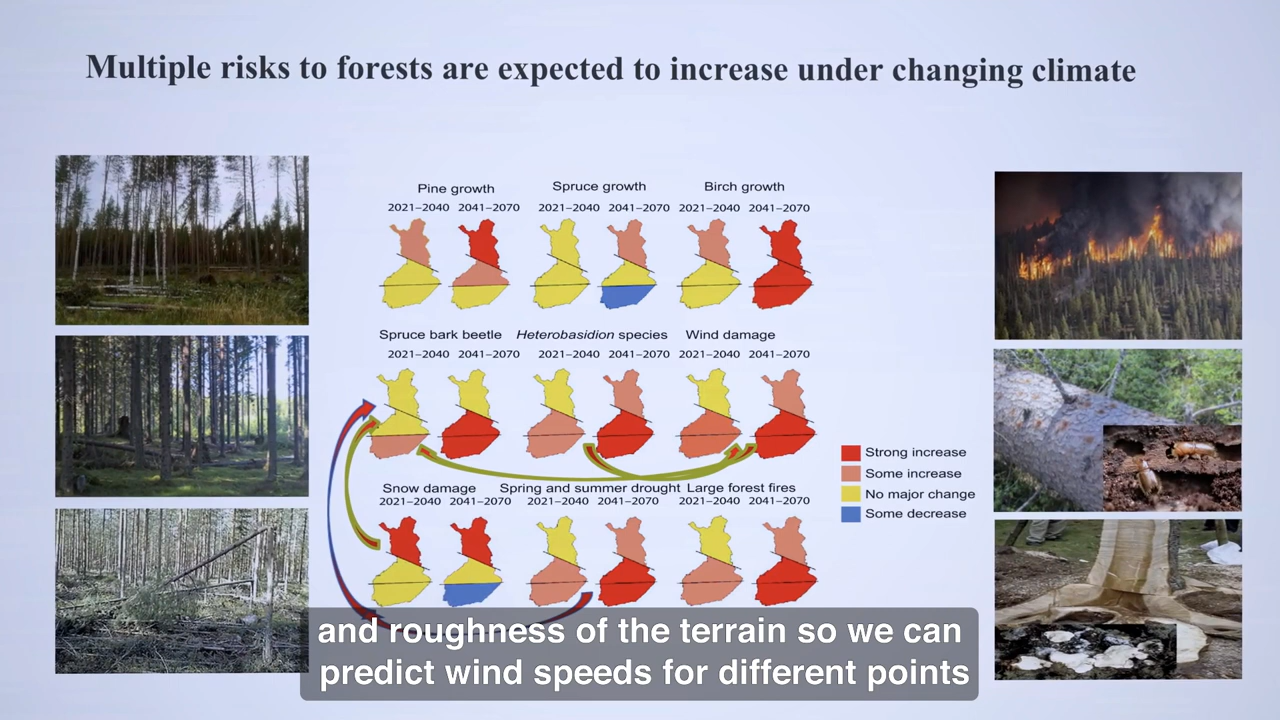 Multiple risks to forests are expected to increase under changing climate
Pine growth
Spruce growth
Birch growth
2021–2040 2041–2070
2021–2040 2041–2070
2021–2040 2041–2070
Spruce bark beetle
Heterobasidion species
Wind damage
2021–2040 2041–2070
2021–2040 2041–2070
2021–2040 2041–2070
Snow damage
Spring and summer drought
Large forest fires
2021–2040 2041–2070
2021–2040 2041–2070
2021–2040 2041–2070
Strong increase
Some increase
No major change
Some decrease
and roughness of the terrain so we can
predict wind speeds for different points